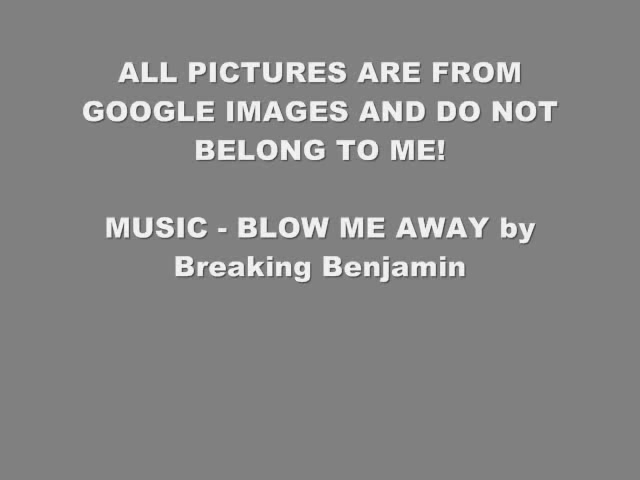 ALL PICTURES ARE FROM
GOOGLE IMAGES AND DO NOT
BELONG TO ME!
MUSIC - BLOW ME AWAY by
Breaking Benjamin